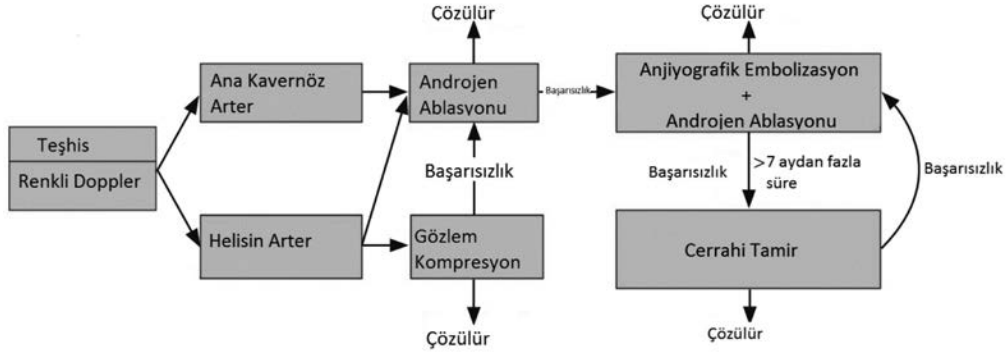 Teşhis
Renkli Doppler
Ana Kavernöz
Arter
Helisin Arter
Çözülür
Androjen
Ablasyonu
Başarısızlık
Gözlem
Kompresyon
Çözülür
Başarısızlık
Çözülür
Anjiyografik Embolizasyon
+
Androjen Ablasyonu
Başarısızlık
>7 aydan fazla
süre
Başarısızlık
Cerrahi Tamir
Çözülür